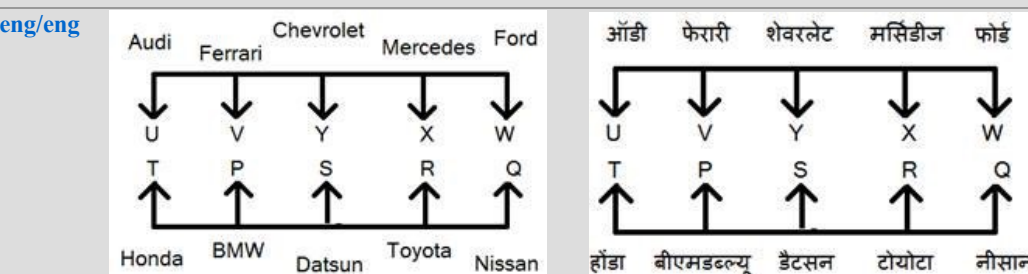 eng/eng
Audi Ferrari Chevrolet Mercedes Ford
U V Y X W
T P S R Q
Honda BMW Datsun Toyota Nissan
ऑडी फेरारी शेवरलेट मर्सिडीज फोर्ड
U V Y X W
T P S R Q
होंडा बीएमडब्ल्यू डैटसन टोयोटा नीसान